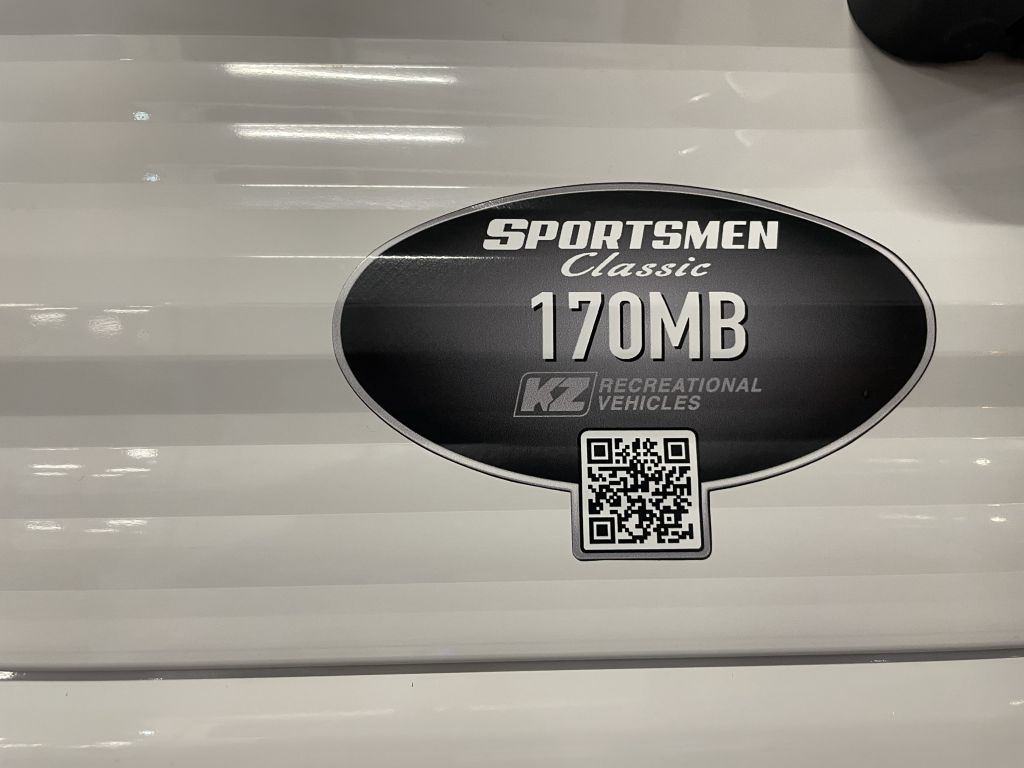 SPORTSMEN
Classic
170MB
KZ RECREATIONAL
VEHICLES